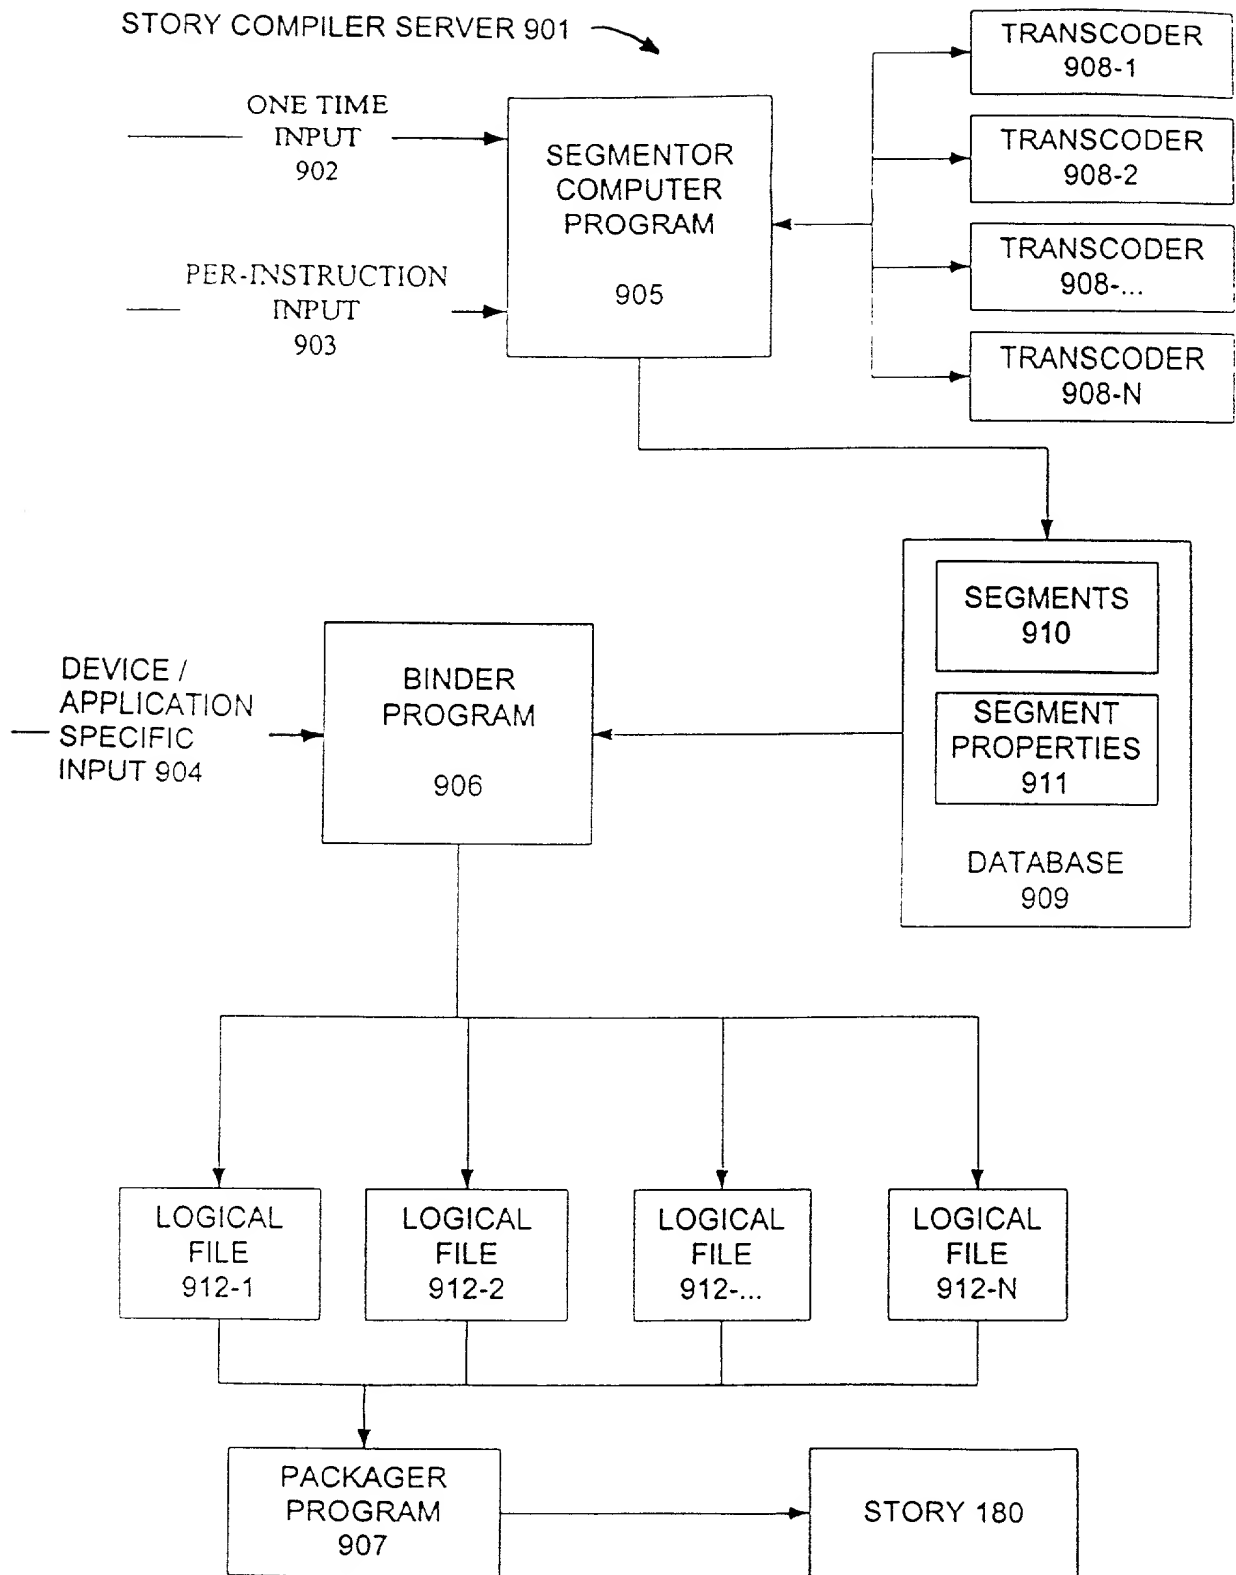 STORY COMPILER SERVER 901
ONE TIME
INPUT
902
PER-INSTRUCTION
INPUT
903
SEGMENTOR
COMPUTER
PROGRAM
905
TRANSCODER
908-1
TRANSCODER
908-2
TRANSCODER
908-...
TRANSCODER
908-N
SEGMENTS
910
SEGMENT
PROPERTIES
911
DATABASE
909
DEVICE /
APPLICATION
SPECIFIC
INPUT 904
BINDER
PROGRAM
906
LOGICAL
FILE
912-1
LOGICAL
FILE
912-2
LOGICAL
FILE
912-...
LOGICAL
FILE
912-N
PACKAGER
PROGRAM
907
STORY 180